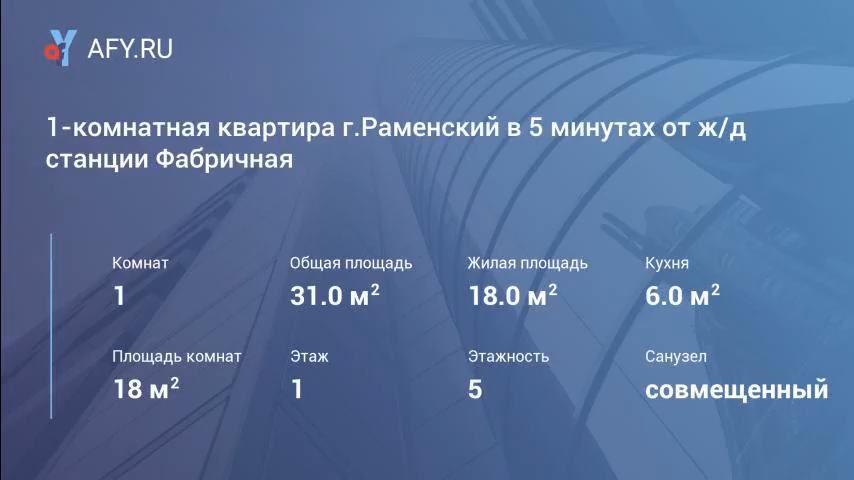 AFY.RU
1-комнатная квартира г.Раменский в 5 минутах от ж/д
станции Фабричная
Комнат
Общая площадь
Жилая площадь
Кухня
1
31.0 м²
18.0 м²
6.0 м²
Площадь комнат
Этаж
Этажность
Санузел
18 м²
1
5
совмещенный